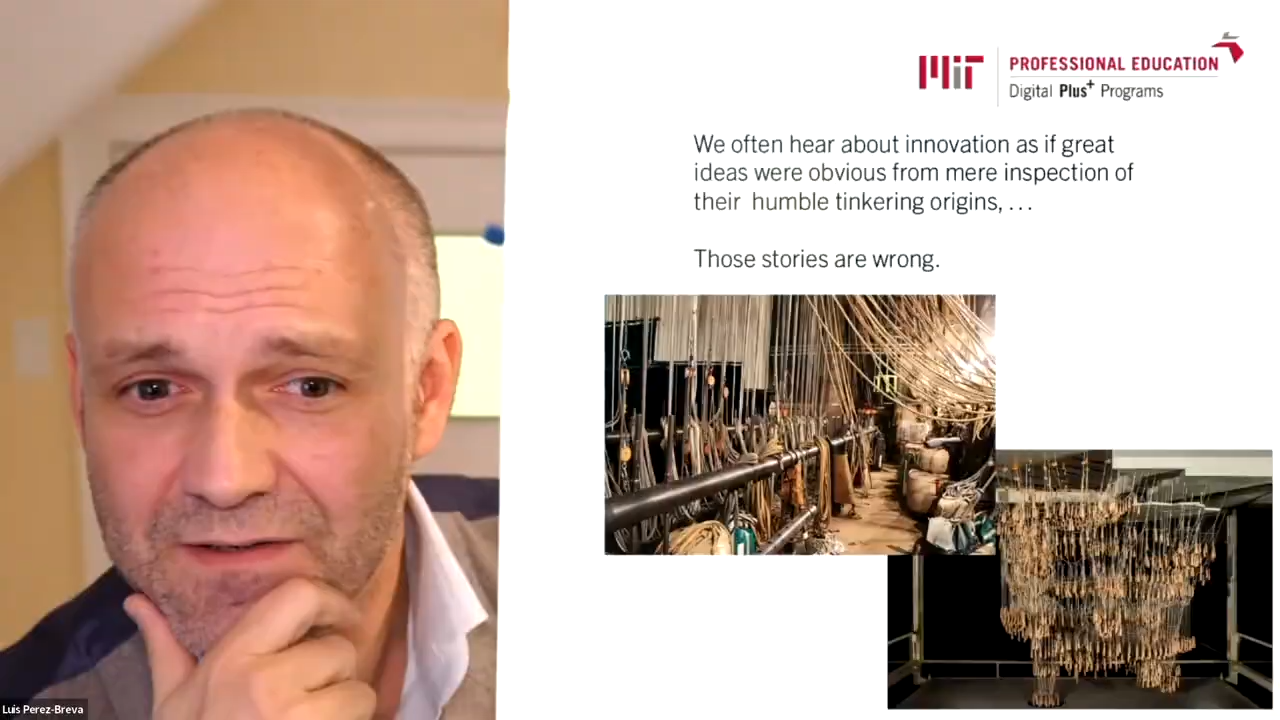 MIT
PROFESSIONAL EDUCATION
Digital Plus+ Programs
We often hear about innovation as if great
ideas were obvious from mere inspection of
their humble tinkering origins, ...
Those stories are wrong.
Luis Perez-Breva